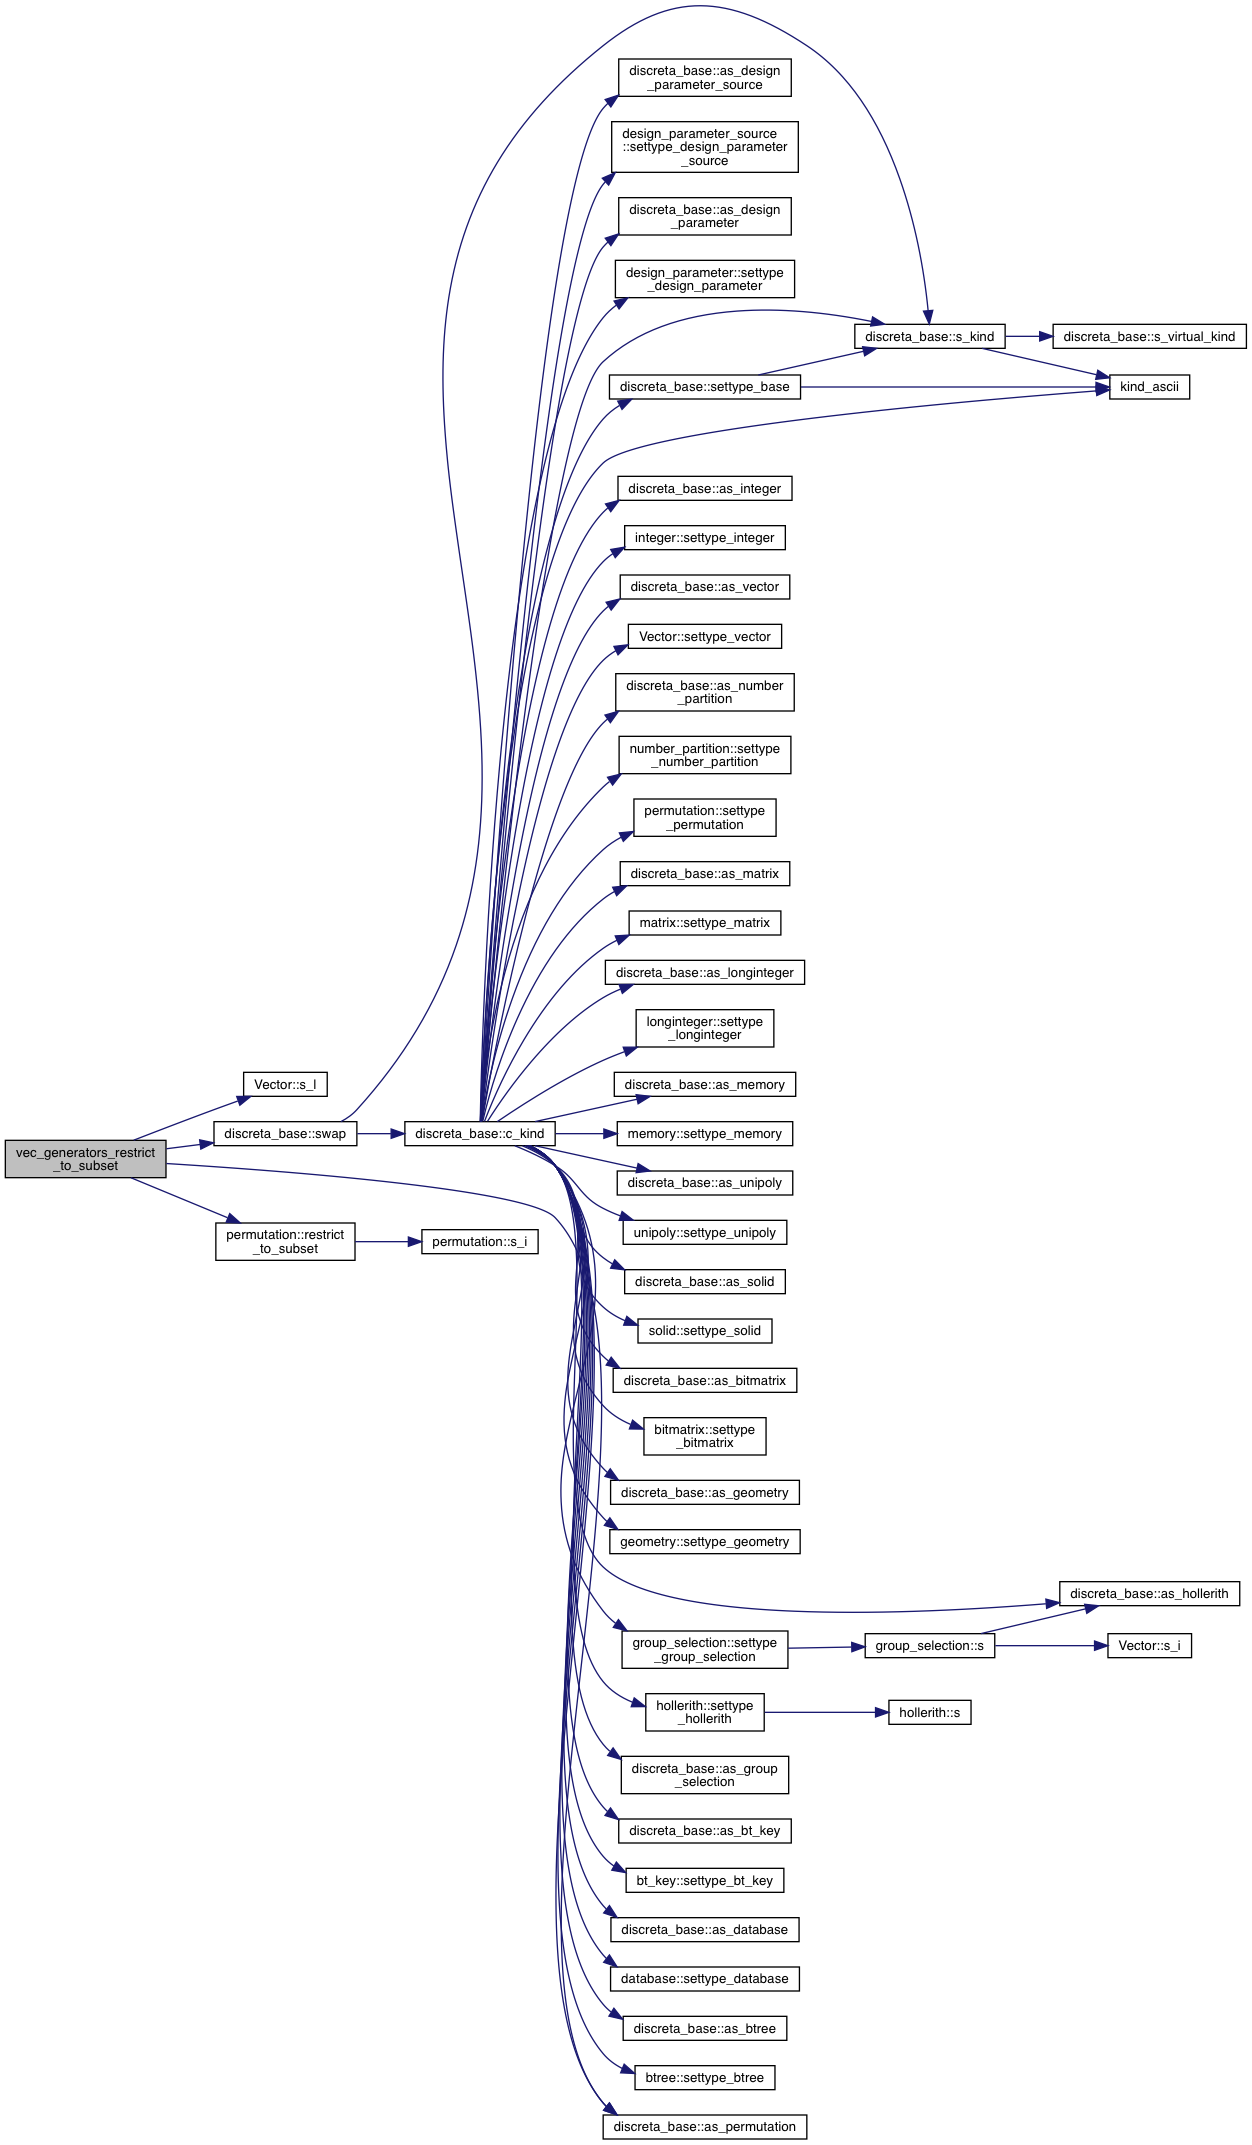 discreta_base::as_design
_parameter_source
design_parameter_source
::settype_design_parameter
_source
discreta_base::as_design
_parameter
design_parameter::settype
_design_parameter
discreta_base::s_kind
discreta_base::s_virtual_kind
discreta_base::settype_base
kind_ascii
discreta_base::as_integer
integer::settype_integer
discreta_base::as_vector
Vector::settype_vector
discreta_base::as_number
_partition
number_partition::settype
_number_partition
permutation::settype
_permutation
discreta_base::as_matrix
matrix::settype_matrix
discreta_base::as_longinteger
longinteger::settype
_longinteger
Vector::s_l
discreta_base::as_memory
discreta_base::swap
discreta_base::c_kind
memory::settype_memory
vec_generators_restrict
_to_subset
discreta_base::as_unipoly
permutation::restrict
_to_subset
permutation::s_i
unipoly::settype_unipoly
discreta_base::as_solid
solid::settype_solid
discreta_base::as_bitmatrix
bitmatrix::settype
_bitmatrix
discreta_base::as_geometry
geometry::settype_geometry
discreta_base::as_hollerith
group_selection::settype
_group_selection
group_selection::s
Vector::s_i
hollerith::settype
_hollerith
hollerith::s
discreta_base::as_group
_selection
discreta_base::as_bt_key
bt_key::settype_bt_key
discreta_base::as_database
database::settype_database
discreta_base::as_btree
btree::settype_btree
discreta_base::as_permutation